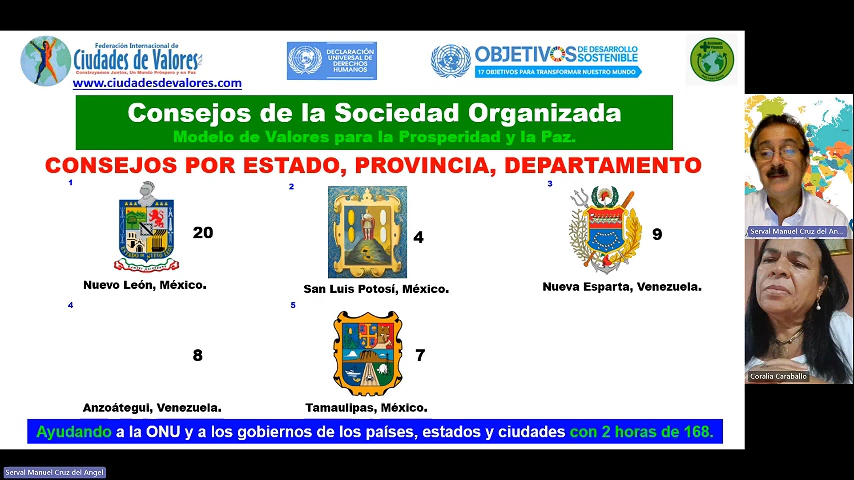 Federación Internacional de
Ciudades de Valores
Construyamos Juntos, Un Mundo Próspero y en Paz
www.ciudadesdevalores.com
DECLARACIÓN
UNIVERSAL DE
DERECHOS
HUMANOS
OBJETIVOS DE DESARROLLO
SOSTENIBLE
17 OBJETIVOS PARA TRANSFORMAR NUESTRO MUNDO
Consejos de la Sociedad Organizada
Modelo de Valores para la Prosperidad y la Paz.
CONSEJOS POR ESTADO, PROVINCIA, DEPARTAMENTO
1
20
Nuevo León, México.
2
4
San Luis Potosí, México.
3
9
Nueva Esparta, Venezuela.
4
8
Anzoátegui, Venezuela.
5
7
Tamaulipas, México.
Ayudando a la ONU y a los gobiernos de los países, estados y ciudades con 2 horas de 168.
Serval Manuel Cruz del An...
Coralia Caraballo
Serval Manuel Cruz del Angel